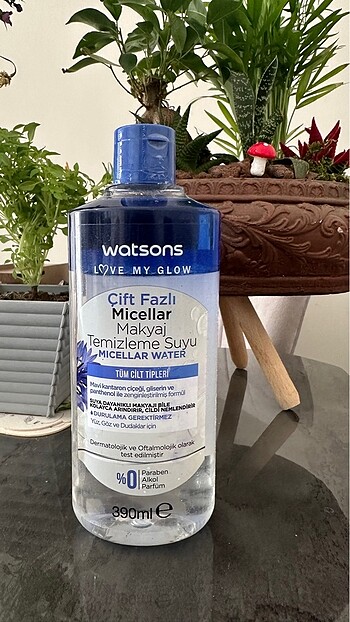 watsons
LOVE MY GLOW
Çift Fazlı
Micellar
Makyaj
Temizleme Suyu
MICELLAR WATER
TÜM CİLT TİPLERİ
Mavi kantaron çiçeği, gliserin ve
panthenol ile zenginleştirilmiş formül
SUYA DAYANIKLI MAKYAJI BİLE
KOLAYCA ARINDIRIR, CİLDİ NEMLENDİRİR
DURULAMA GEREKTİRMEZ
Yüz, Göz ve Dudaklar için
Dermatolojik ve Oftalmolojik olarak
test edilmiştir
%0
Paraben
Alkol
Parfüm
390ml e